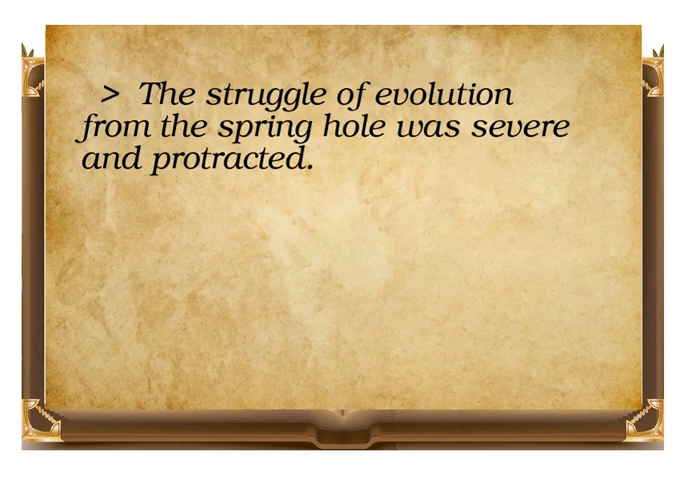 > The struggle of evolution
from the spring hole was severe
and protracted.